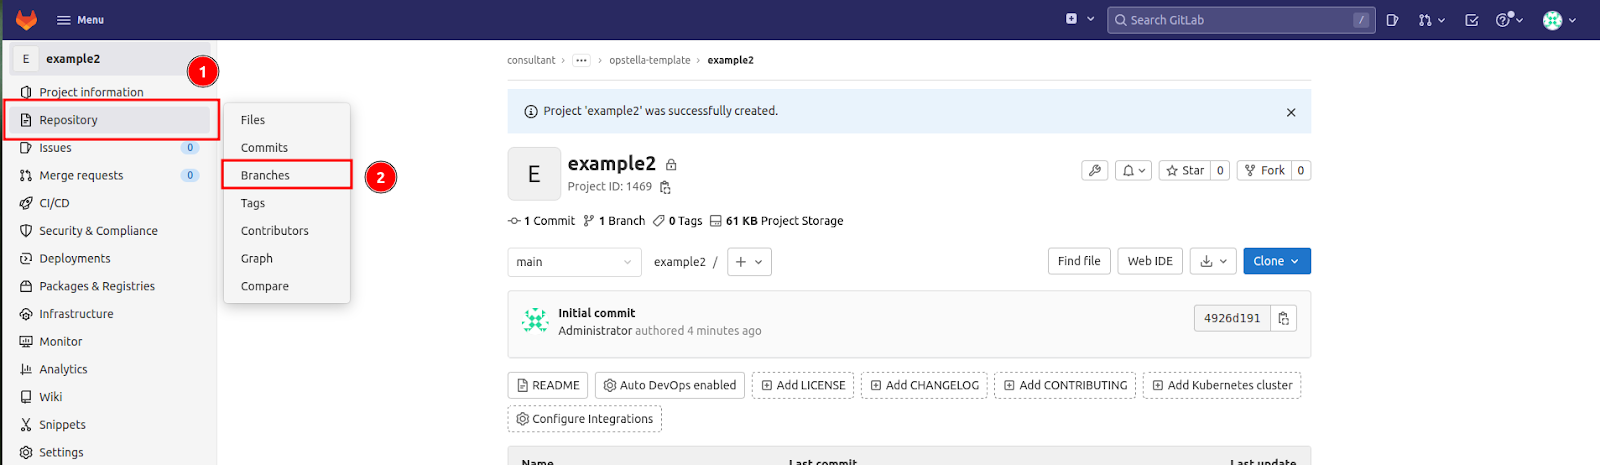 Menu
Search GitLab /
E example2
1
Project information
Repository
Issues 0
Merge requests 0
CI/CD
Security & Compliance
Deployments
Packages & Registries
Infrastructure
Monitor
Analytics
Wiki
Snippets
Settings
Files
Commits
Branches
2
Tags
Contributors
Graph
Compare
consultant > ... > opstella-template > example2
Project 'example2' was successfully created.
E
example2
Project ID: 1469
Star 0
Fork 0
1 Commit 1 Branch 0 Tags 61 KB Project Storage
main
example2 / +
Find file
Web IDE
Clone
Initial commit
Administrator authored 4 minutes ago
4926d191
README
Auto DevOps enabled
Add LICENSE
Add CHANGELOG
Add CONTRIBUTING
Add Kubernetes cluster
Configure Integrations
Name Last commit Last update